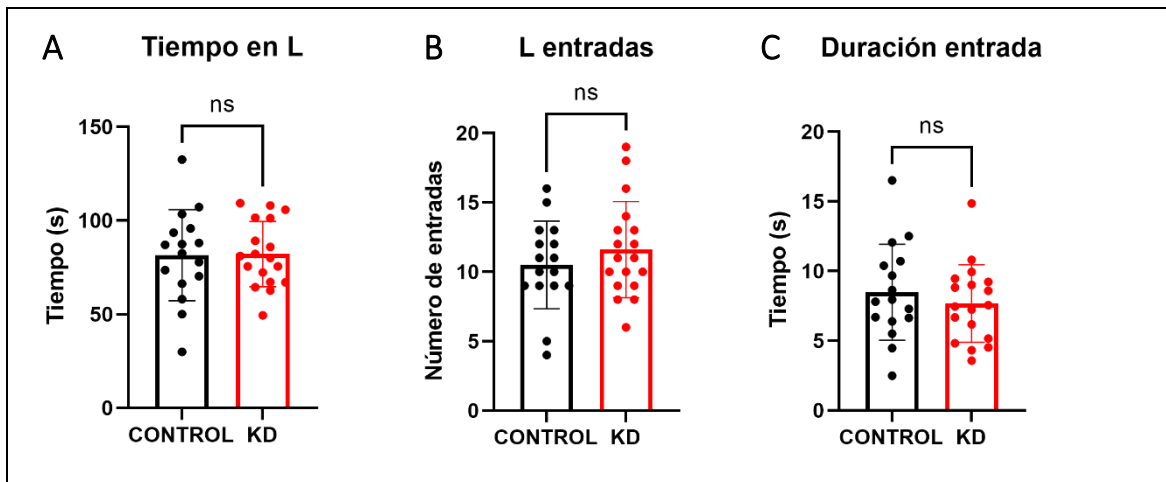 A
Tiempo en L
ns
Tiempo (s)
150
100
50
0
CONTROL KD
B
L entradas
ns
Número de entradas
20
15
10
5
0
CONTROL KD
C
Duración entrada
ns
Tiempo (s)
20
15
10
5
0
CONTROL KD